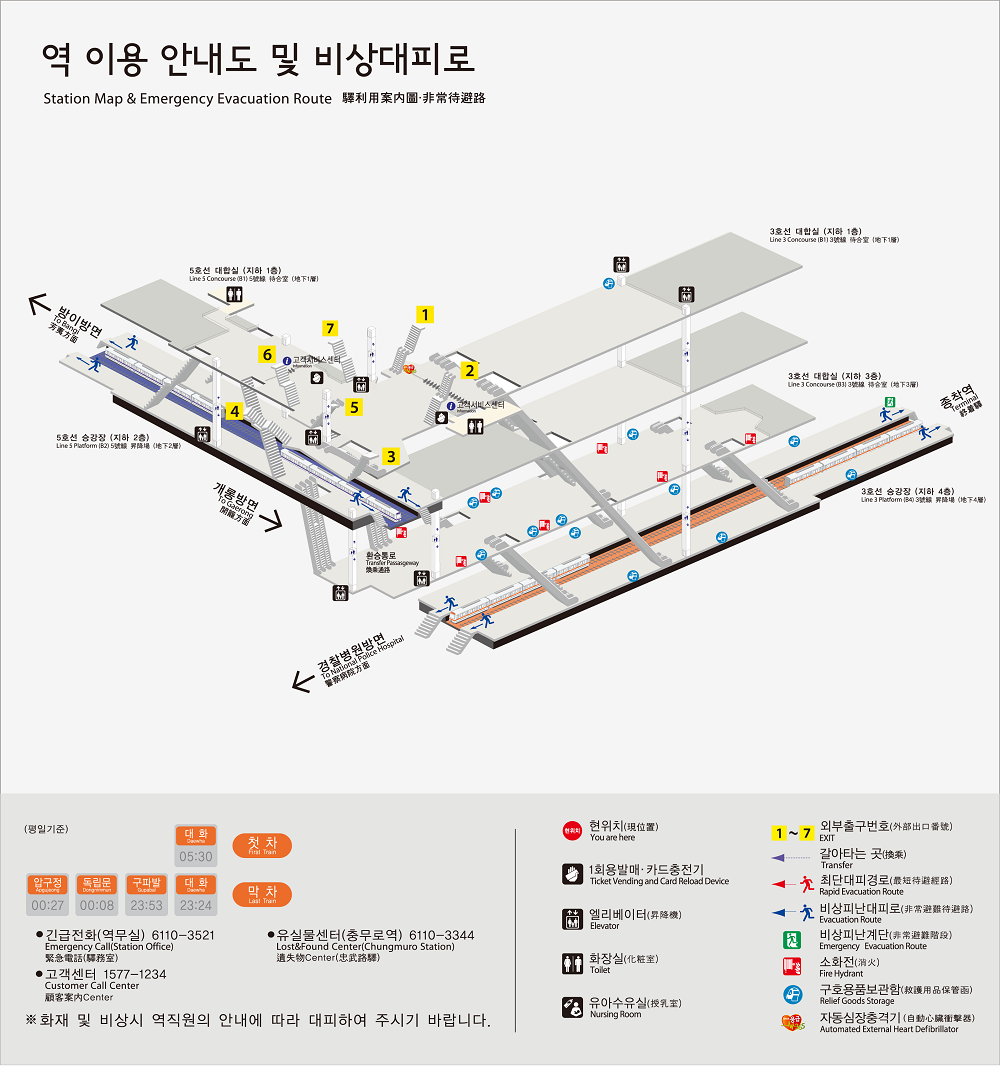 역 이용 안내도 및 비상대피로
Station Map & Emergency Evacuation Route 驛利用案內圖·非常待避路
3호선 대합실 (지하 1층)
Line 3 Concourse (B1) 3號線 待合室 (地下1層)
5호선 대합실 (지하 1층)
Line 5 Concourse (B1) 5號線 待合室 (地下1層)
방이방면
To Bangi
芳荑方面
1
7
6
고객서비스센터
Infomation
2
3호선 대합실 (지하 3층)
Line 3 Concourse (B3) 3號線 待合室 (地下3層)
종착역
Terminal
終着驛
4
5
고객서비스센터
Infomation
5호선 승강장 (지하 2층)
Line 5 Platform (B2) 5號線 昇降場 (地下2層)
3
개롱방면
To Gaerong
開籠方面
3호선 승강장 (지하 4층)
Line 3 Platform (B4) 3號線 昇降場 (地下4層)
환승통로
Transfer Passasgeway
換乘通路
경찰병원방면
To National Police Hospital
警察病院方面
(평일기준)
대 화
Daewha
05:30
첫 차
First Train
압구정
Apgujeong
00:27
독립문
Dongnimmun
00:08
구파발
Gupabal
23:53
대 화
Daewha
23:24
막 차
Last Train
●긴급전화(역무실) 6110-3521
Emergency Call(Station Office)
緊急電話(驛務室)
●고객센터 1577-1234
Customer Call Center
顧客案內Center
●유실물센터(충무로역) 6110-3344
Lost&Found Center(Chungmuro Station)
遺失物Center(忠武路驛)
※화재 및 비상시 역직원의 안내에 따라 대피하여 주시기 바랍니다.
현위치
현위치(現位置)
You are here
1회용발매·카드충전기
Ticket Vending and Card Reload Device
엘리베이터(昇降機)
Elevator
화장실(化粧室)
Toilet
유아수유실(授乳室)
Nursing Room
1~7
외부출구번호(外部出口番號)
EXIT
갈아타는 곳(換乘)
Transfer
최단대피경로(最短待避經路)
Rapid Evacuation Route
비상피난대피로(非常避難待避路)
Evacuation Route
비상피난계단(非常避難階段)
Emergency Evacuation Route
소화전(消火)
Fire Hydrant
구호용품보관함(救護用品保管函)
Relief Goods Storage
자동심장충격기(自動心臟衝擊器)
Automated External Heart Defibrillator